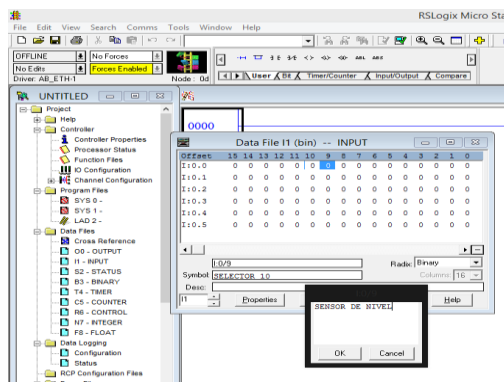 RSLogix Micro Sta
File Edit View Search Comms Tools Window Help
OFFLINE No Forces
No Edits Forces Enabled
Driver: AB_ETH-1 Node: 0d
User Bit Timer/Counter Input/Output Compare
UNTITLED
Project
Help
Controller
Controller Properties
Processor Status
Function Files
IO Configuration
Channel Configuration
Program Files
SYS 0 -
SYS 1 -
LAD 2 -
Data Files
Cross Reference
O0 - OUTPUT
I1 - INPUT
S2 - STATUS
B3 - BINARY
T4 - TIMER
C5 - COUNTER
R6 - CONTROL
N7 - INTEGER
F8 - FLOAT
Data Logging
Configuration
Status
RCP Configuration Files
0000
Data File I1 (bin) -- INPUT
Offset 15 14 13 12 11 10 9 8 7 6 5 4 3 2 1 0
I:0.0 0 0 0 0 0 0 0 0 0 0 0 0 0 0 0 0
I:0.1 0 0 0 0 0 0 0 0 0 0 0 0 0 0 0 0
I:0.2 0 0 0 0 0 0 0 0 0 0 0 0 0 0 0 0
I:0.3 0 0 0 0 0 0 0 0 0 0 0 0 0 0 0 0
I:0.4 0 0 0 0 0 0 0 0 0 0 0 0 0 0 0 0
I:0.5 0 0 0 0 0 0 0 0 0 0 0 0 0 0 0 0
I:0/9 Radix: Binary
Symbol: SELECTOR 10 Columns: 16
Desc:
I1 Properties Help
SENSOR DE NIVEL
OK Cancel